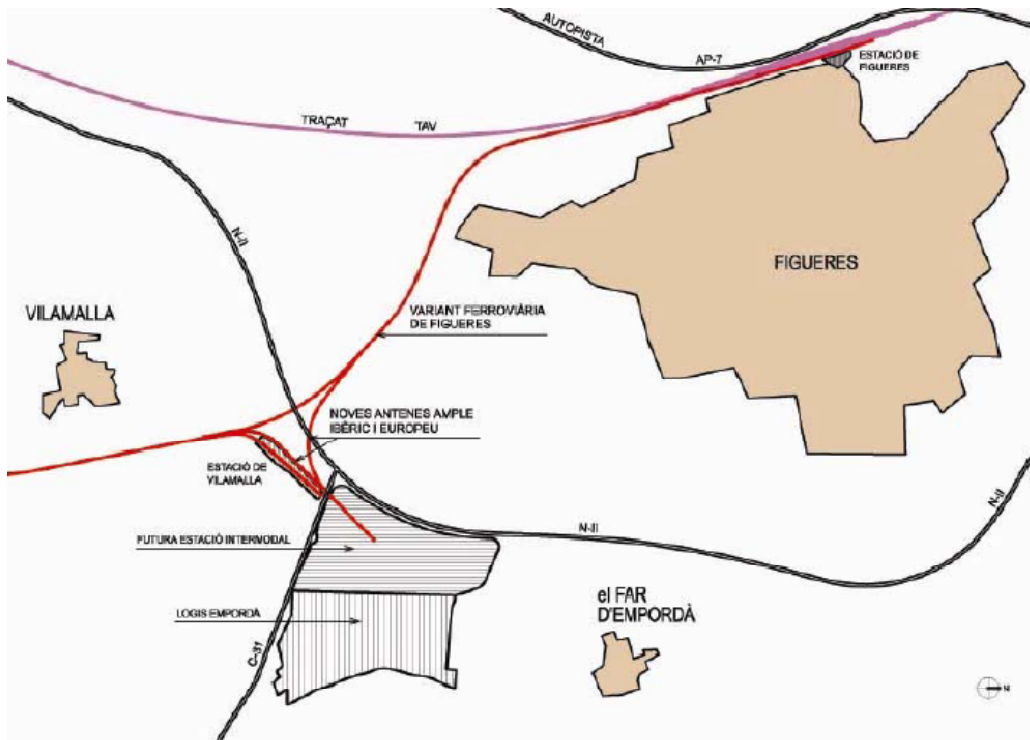 AUTOPISTA
AP-7
ESTACIÓ DE
FIGUERES
TRAÇAT
TAV
N-II
FIGUERES
VILAMALLA
VARIANT FERROVIÀRIA
DE FIGUERES
NOVES ANTENES AMPLE
IBÈRIC I EUROPEU
ESTACIÓ DE
VILAMALLA
N-II
N-II
FUTURA ESTACIÓ INTERMODAL
LOGIS EMPORDÀ
el FAR
D'EMPORDÀ
C-31
N